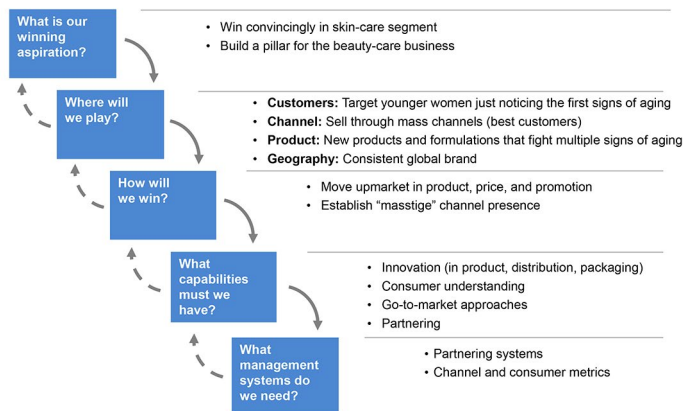 What is our
winning
aspiration?
• Win convincingly in skin-care segment
• Build a pillar for the beauty-care business
Where will
we play?
• Customers: Target younger women just noticing the first signs of aging
• Channel: Sell through mass channels (best customers)
• Product: New products and formulations that fight multiple signs of aging
• Geography: Consistent global brand
How will
we win?
• Move upmarket in product, price, and promotion
• Establish “masstige” channel presence
What
capabilities
must we
have?
• Innovation (in product, distribution, packaging)
• Consumer understanding
• Go-to-market approaches
• Partnering
What
management
systems do
we need?
• Partnering systems
• Channel and consumer metrics